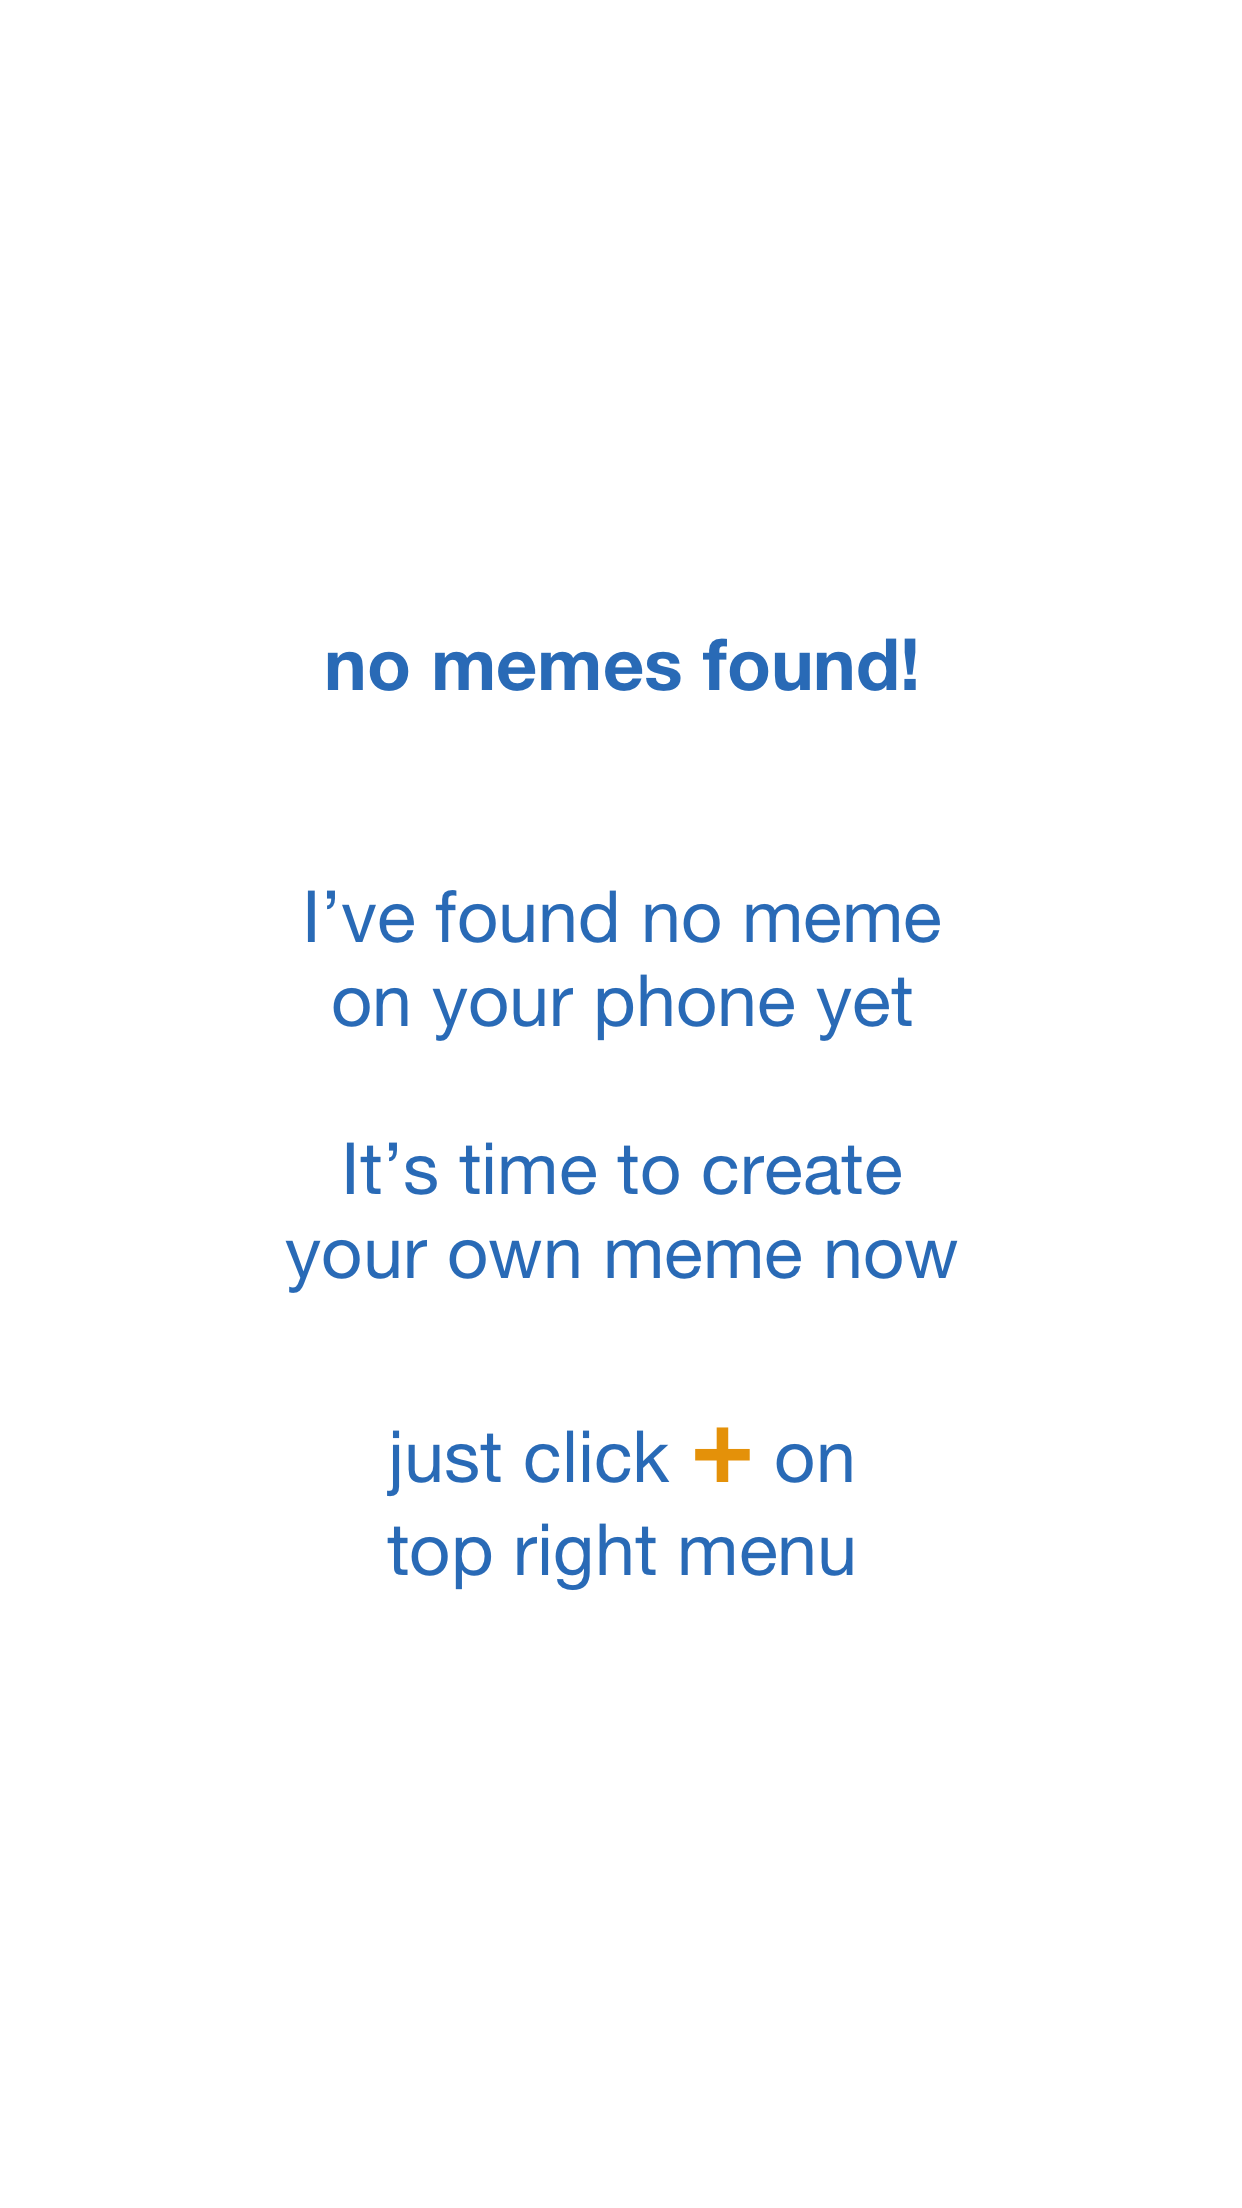 no memes found!
I’ve found no meme
on your phone yet
It’s time to create
your own meme now
just click + on
top right menu